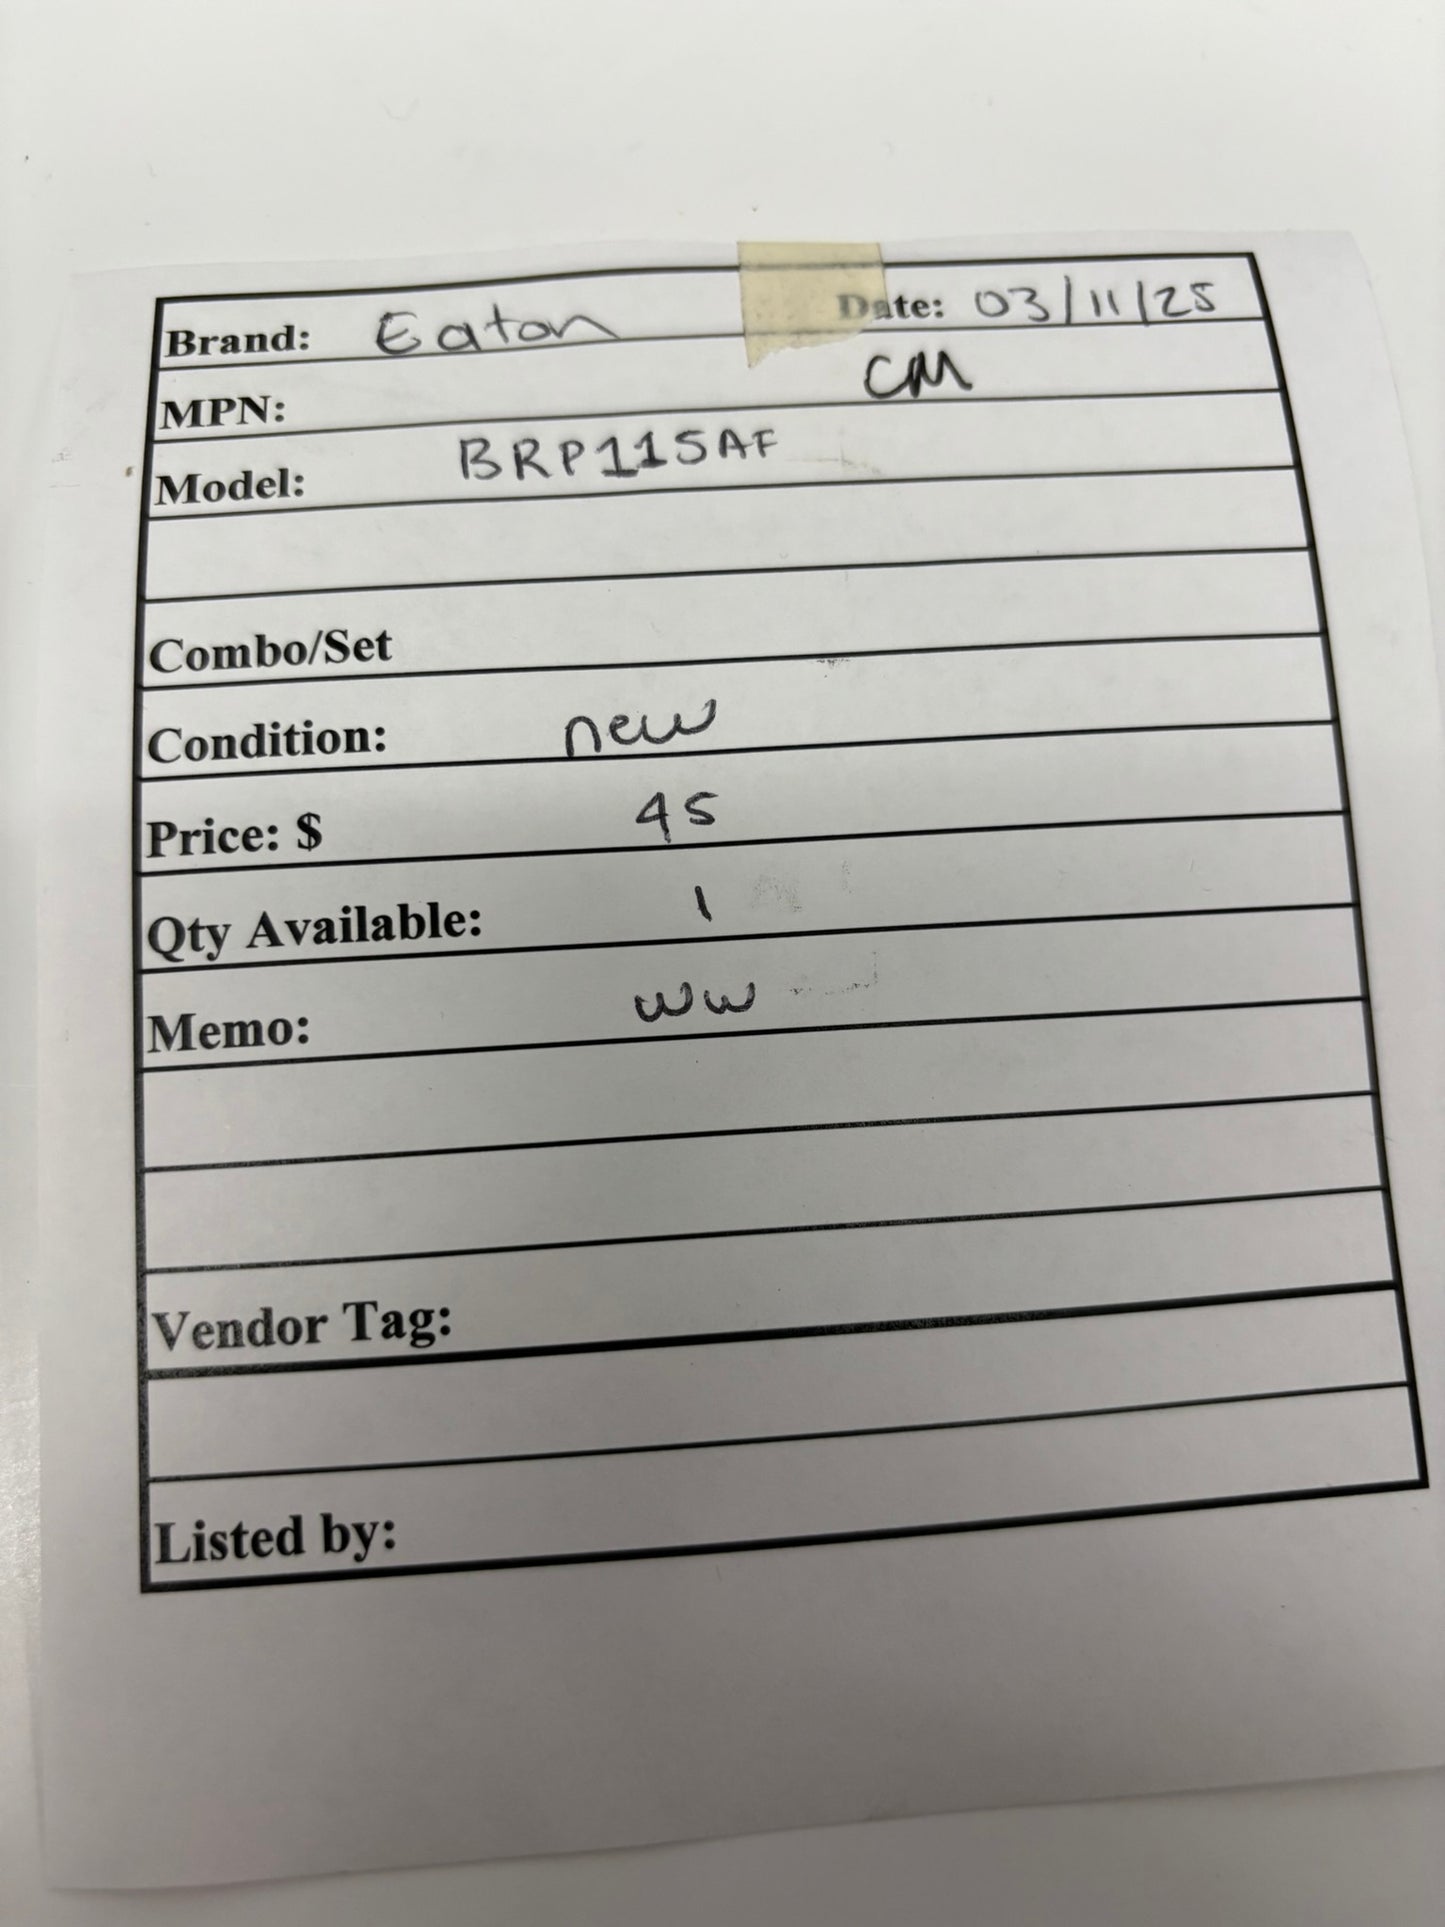 Brand: Eaton Date: 03/11/25
MPN: CM
Model: BRP115AF
Combo/Set
Condition: new
Price: $ 45
Qty Available: 1
Memo: ww
Vendor Tag:
Listed by: